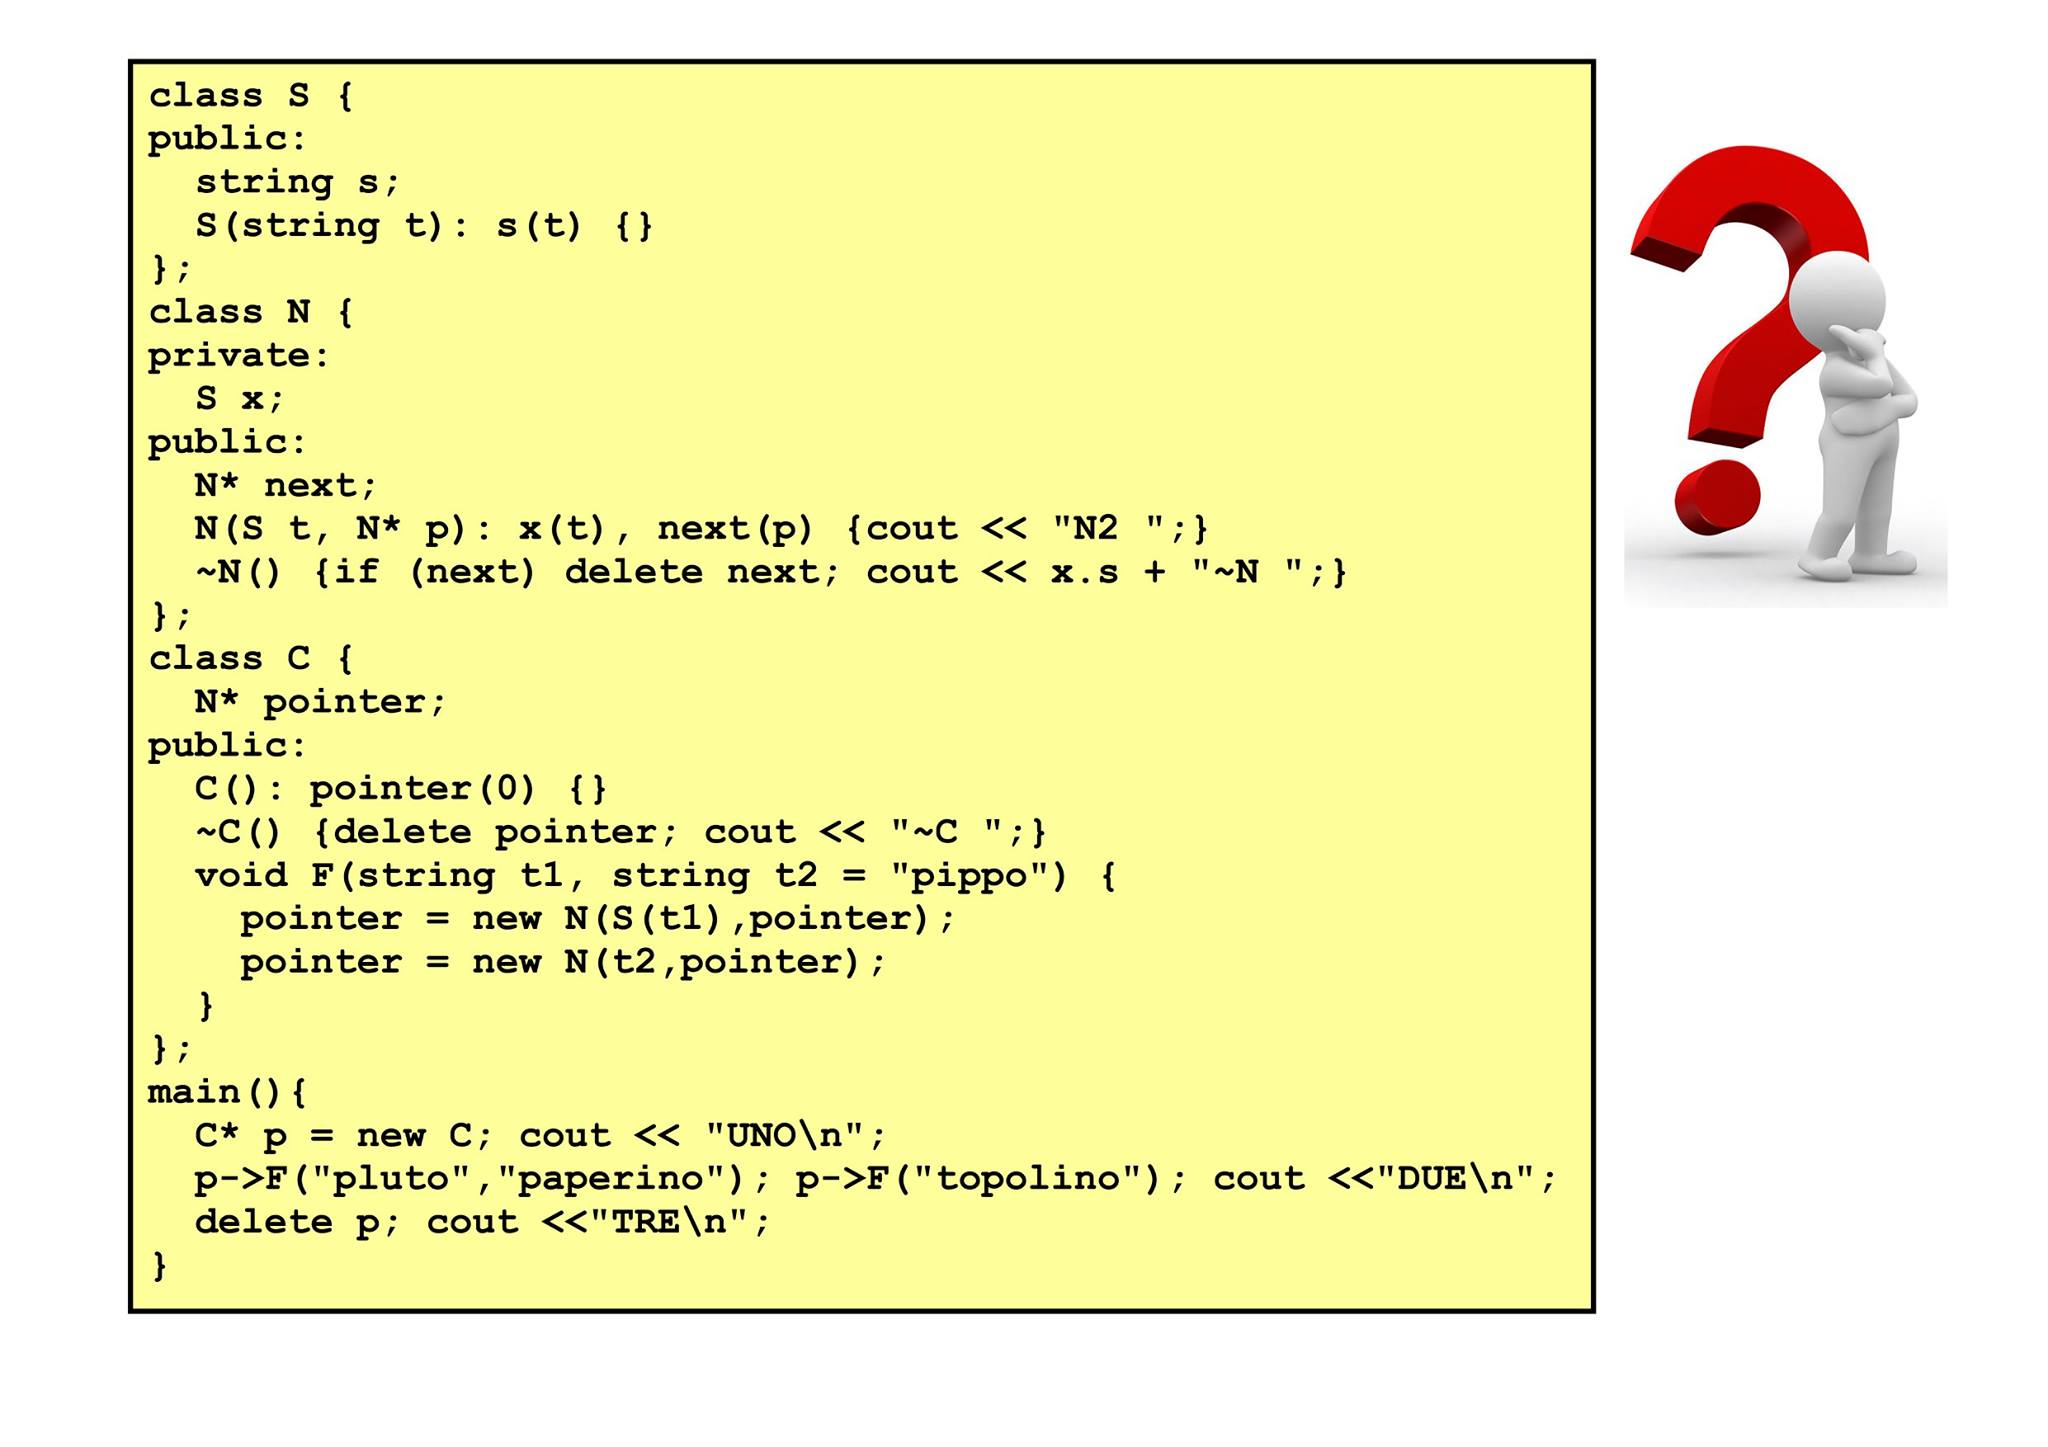 class S {
public:
  string s;
  S(string t): s(t) {}
};
class N {
private:
  S x;
public:
  N* next;
  N(S t, N* p): x(t), next(p) {cout << "N2 ";}
  ~N() {if (next) delete next; cout << x.s + "~N ";}
};
class C {
  N* pointer;
public:
  C(): pointer(0) {}
  ~C() {delete pointer; cout << "~C ";}
  void F(string t1, string t2 = "pippo") {
    pointer = new N(S(t1),pointer);
    pointer = new N(t2,pointer);
  }
};
main(){
  C* p = new C; cout << "UNO\n";
  p->F("pluto","paperino"); p->F("topolino"); cout <<"DUE\n";
  delete p; cout <<"TRE\n";
}